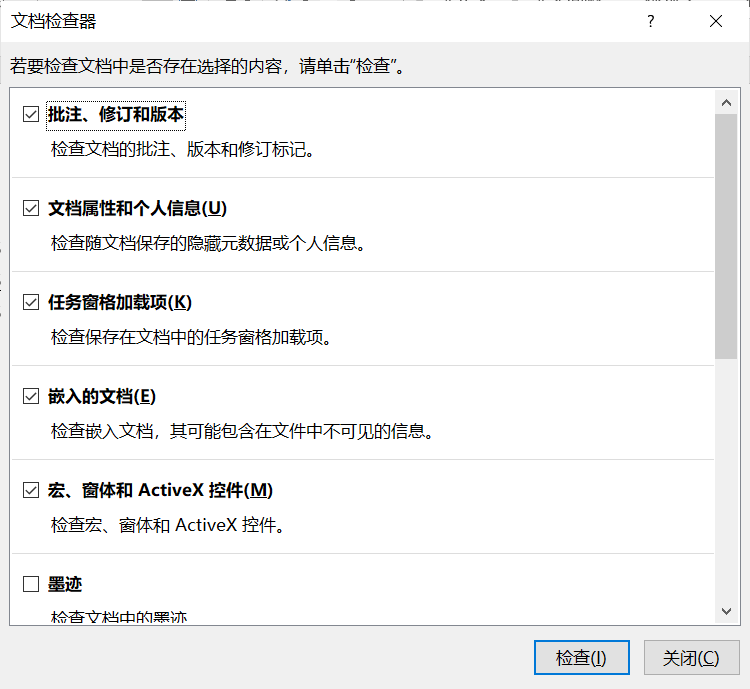 文档检查器
?
若要检查文档中是否存在选择的内容，请单击“检查”。
批注、修订和版本
检查文档的批注、版本和修订标记。
文档属性和个人信息(U)
检查随文档保存的隐藏元数据或个人信息。
任务窗格加载项(K)
检查保存在文档中的任务窗格加载项。
嵌入的文档(E)
检查嵌入文档，其可能包含在文件中不可见的信息。
宏、窗体和 ActiveX 控件(M)
检查宏、窗体和 ActiveX 控件。
墨迹
检查文档中的墨迹
检查(I)
关闭(C)